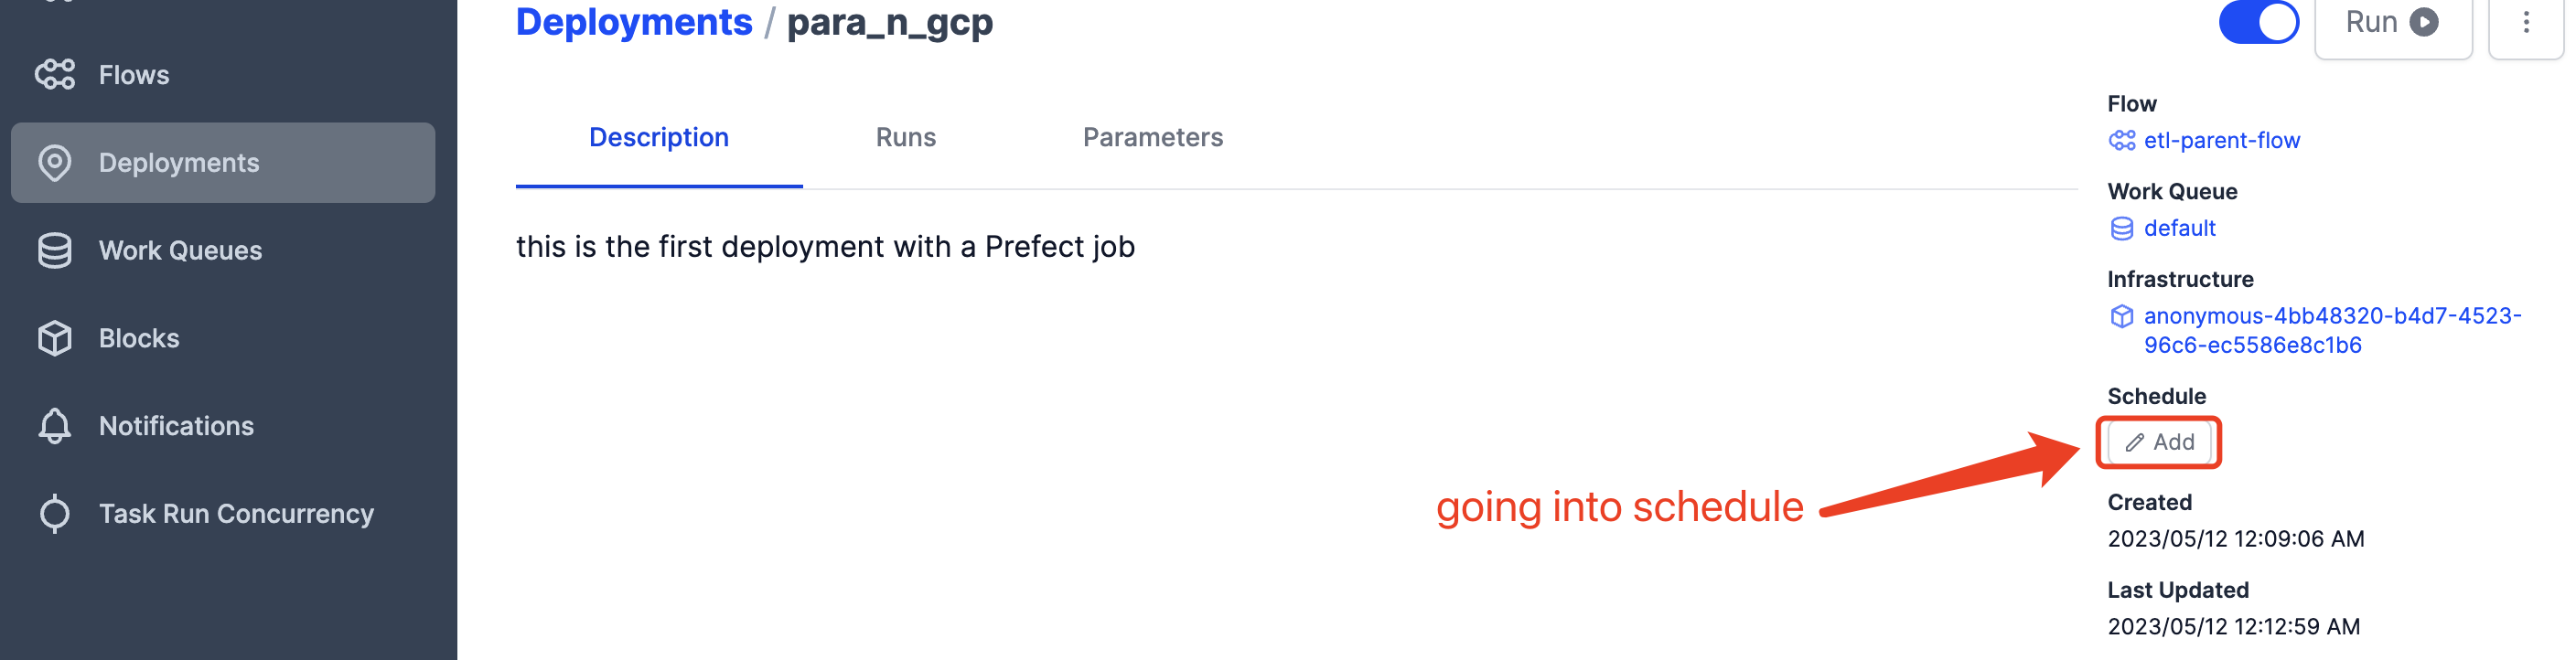 Flows
Deployments
Work Queues
Blocks
Notifications
Task Run Concurrency
Deployments / para_n_gcp
Run
Description
Runs
Parameters
this is the first deployment with a Prefect job
going into schedule
Flow
etl-parent-flow
Work Queue
default
Infrastructure
anonymous-4bb48320-b4d7-4523-
96c6-ec5586e8c1b6
Schedule
Add
Created
2023/05/12 12:09:06 AM
Last Updated
2023/05/12 12:12:59 AM